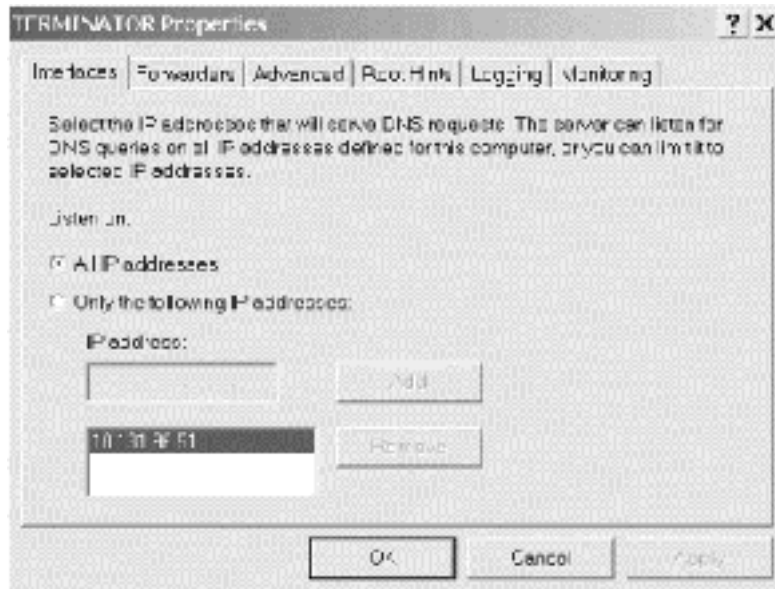 TERMINATOR Properties
Interfaces Forwarders Advanced Root Hints Logging Monitoring
Select the IP addresses that will serve DNS requests. The server can listen for
DNS queries on all IP addresses defined for this computer, or you can limit it to
selected IP addresses.
Listen on:
All IP addresses
Only the following IP addresses:
IP address:
Add
Remove
OK Cancel Apply